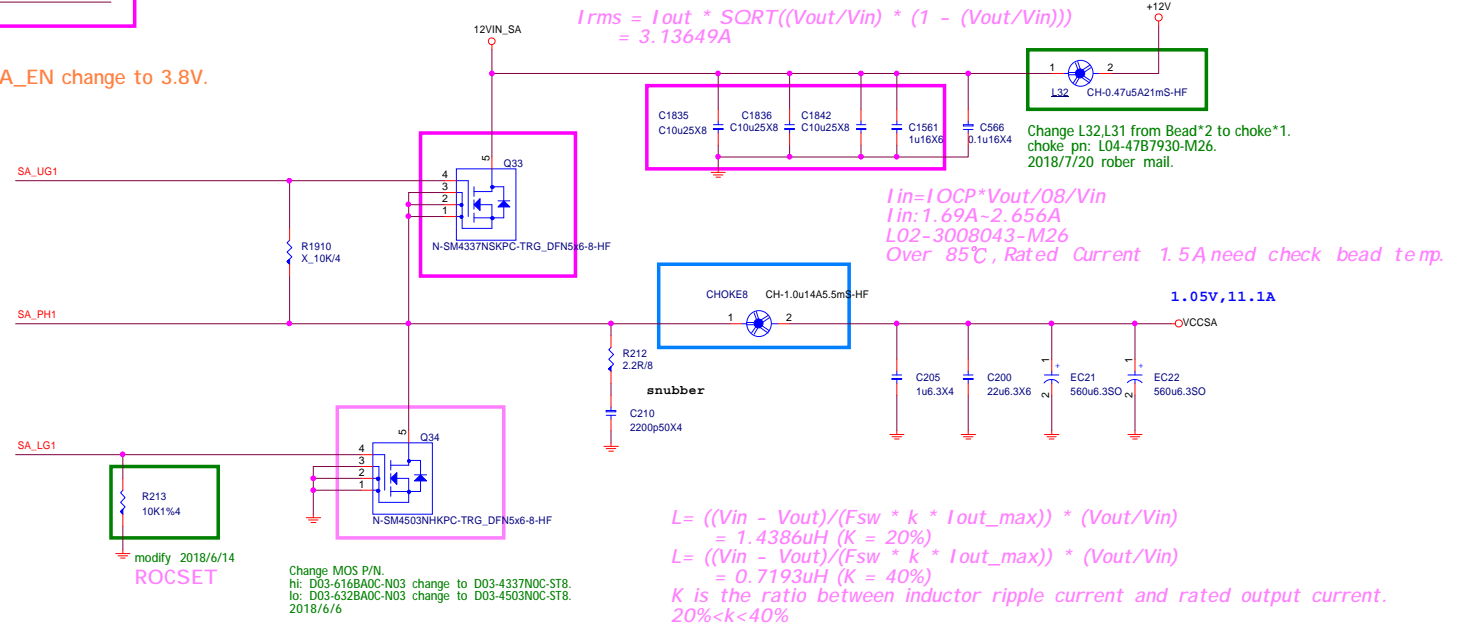 Irms = Iout * SQRT((Vout/Vin) * (1 - (Vout/Vin)))
= 3.13649A
+12V
12VIN_SA
A_EN change to 3.8V.
1
2
L32
CH-0.47u5A21mS-HF
C1835
C10u25X8
C1836
C10u25X8
C1842
C10u25X8
C1561
1u16X6
C566
0.1u16X4
Change L32,L31 from Bead*2 to choke*1.
choke pn: L04-47B7930-M26.
2018/7/20 rober mail.
SA_UG1
5
Q33
4
3
2
1
N-SM4337NSKPC-TRG_DFN5x6-8-HF
R1910
X_10K/4
Iin=IOCP*Vout/08/Vin
Iin:1.69A~2.656A
L02-3008043-M26
Over 85℃, Rated Current 1.5A,need check bead temp.
CHOKE8
CH-1.0u14A5.5mS-HF
1
2
1.05V,11.1A
SA_PH1
VCCSA
R212
2.2R/8
snubber
C210
2200p50X4
C205
1u6.3X4
C200
22u6.3X6
1
+
2
EC21
560u6.3SO
1
+
2
EC22
560u6.3SO
SA_LG1
5
Q34
4
3
2
1
N-SM4503NHKPC-TRG_DFN5x6-8-HF
R213
10K1%4
modify 2018/6/14
ROCSET
Change MOS P/N.
hi: D03-616BA0C-N03 change to D03-4337N0C-ST8.
lo: D03-632BA0C-N03 change to D03-4503N0C-ST8.
2018/6/6
L= ((Vin - Vout)/(Fsw * k * Iout_max)) * (Vout/Vin)
= 1.4386uH (K = 20%)
L= ((Vin - Vout)/(Fsw * k * Iout_max)) * (Vout/Vin)
= 0.7193uH (K = 40%)
K is the ratio between inductor ripple current and rated output current.
20%<k<40%